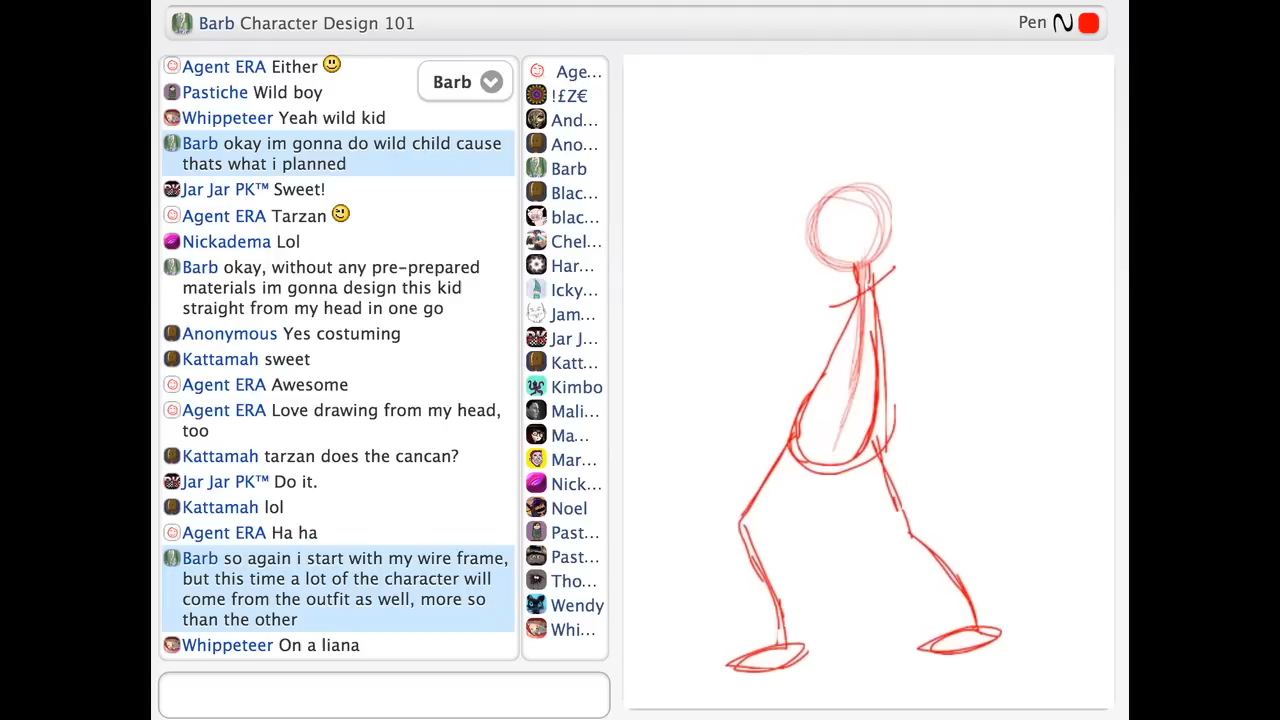 Barb Character Design 101
Pen
Agent ERA Either
Barb
Pastiche Wild boy
Whippeteer Yeah wild kid
Barb okay im gonna do wild child cause
thats what i planned
Jar Jar PK™ Sweet!
Agent ERA Tarzan
Nickadema Lol
Barb okay, without any pre-prepared
materials im gonna design this kid
straight from my head in one go
Anonymous Yes costuming
Kattamah sweet
Agent ERA Awesome
Agent ERA Love drawing from my head,
too
Kattamah tarzan does the cancan?
Jar Jar PK™ Do it.
Kattamah lol
Agent ERA Ha ha
Barb so again i start with my wire frame,
but this time a lot of the character will
come from the outfit as well, more so
than the other
Whippeteer On a liana
Age...
!£Z€
And...
Ano...
Barb
Blac...
blac...
Chel...
Har...
Icky...
Jam...
Jar J...
Katt...
Kimbo
Mali...
Ma...
Mar...
Nick...
Noel
Past...
Past...
Tho...
Wendy
Whi...